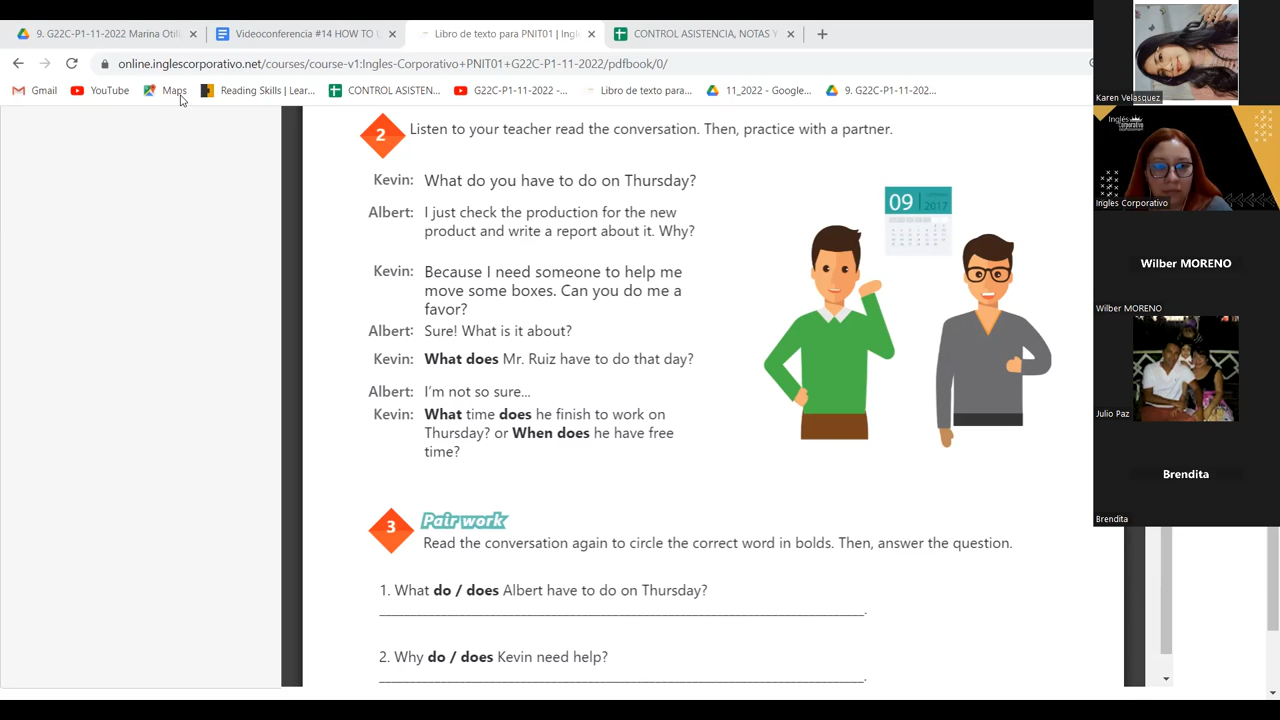 9. G22C-P1-11-2022 Marina Otili
Videoconferencia #14 HOW TO U
Libro de texto para PNIT01 | Ingl
CONTROL ASISTENCIA, NOTAS Y
online.inglescorporativo.net/courses/course-v1:Ingles-Corporativo+PNIT01+G22C-P1-11-2022/pdfbook/0/
Gmail
YouTube
Maps
Reading Skills | Lear...
CONTROL ASISTEN...
G22C-P1-11-2022 -...
Libro de texto para...
11_2022 - Google...
9. G22C-P1-11-202...
2 Listen to your teacher read the conversation. Then, practice with a partner.
Kevin: What do you have to do on Thursday?
Albert: I just check the production for the new
product and write a report about it. Why?
Kevin: Because I need someone to help me
move some boxes. Can you do me a
favor?
Albert: Sure! What is it about?
Kevin: What does Mr. Ruiz have to do that day?
Albert: I'm not so sure...
Kevin: What time does he finish to work on
Thursday? or When does he have free
time?
09 2017
3 Pair work
Read the conversation again to circle the correct word in bolds. Then, answer the question.
1. What do / does Albert have to do on Thursday?
2. Why do / does Kevin need help?
Karen Velasquez
Inglés
Corporativo
Ingles Corporativo
Wilber MORENO
Wilber MORENO
Julio Paz
Brendita
Brendita